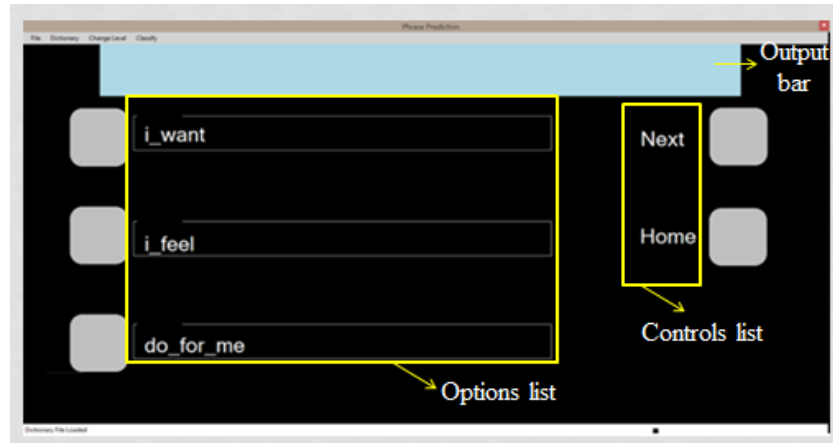 Phrase Prediction
File Dictionary Change Level Classify
Output
bar
i_want
Next
i_feel
Home
do_for_me
Controls list
Options list
Dictionary File Loaded